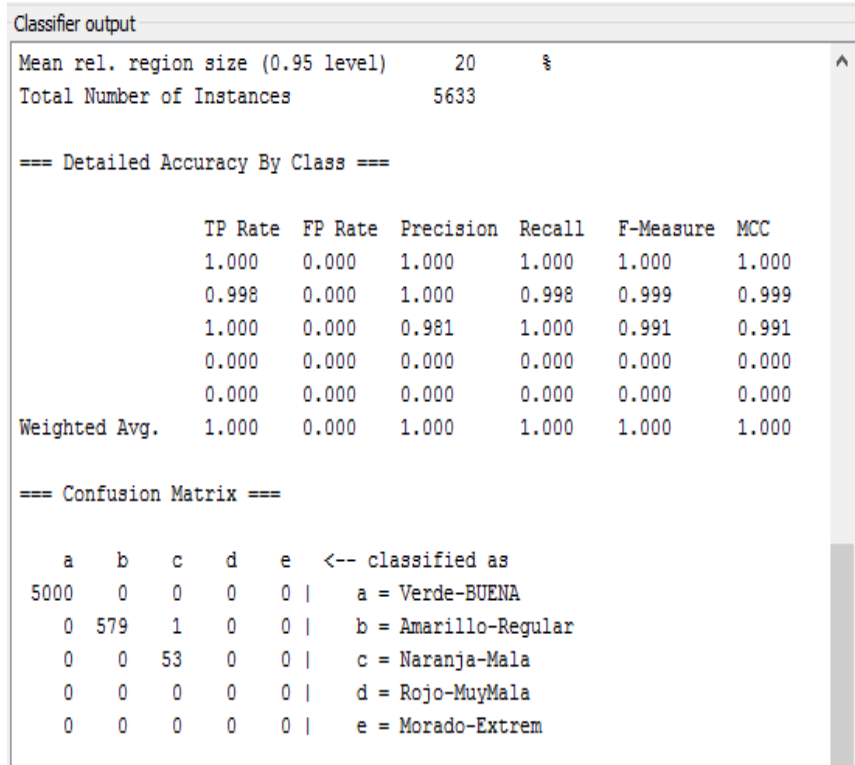 Classifier output
Mean rel. region size (0.95 level)      20      %
Total Number of Instances             5633

=== Detailed Accuracy By Class ===

                 TP Rate  FP Rate  Precision  Recall   F-Measure  MCC
                 1.000    0.000    1.000      1.000    1.000      1.000
                 0.998    0.000    1.000      0.998    0.999      0.999
                 1.000    0.000    0.981      1.000    0.991      0.991
                 0.000    0.000    0.000      0.000    0.000      0.000
                 0.000    0.000    0.000      0.000    0.000      0.000
Weighted Avg.    1.000    0.000    1.000      1.000    1.000      1.000

=== Confusion Matrix ===

    a    b    c    d    e   <-- classified as
 5000    0    0    0    0 |    a = Verde-BUENA
    0  579    1    0    0 |    b = Amarillo-Regular
    0    0   53    0    0 |    c = Naranja-Mala
    0    0    0    0    0 |    d = Rojo-MuyMala
    0    0    0    0    0 |    e = Morado-Extrem